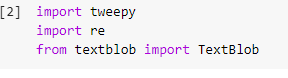 [2] import tweepy
import re
from textblob import TextBlob